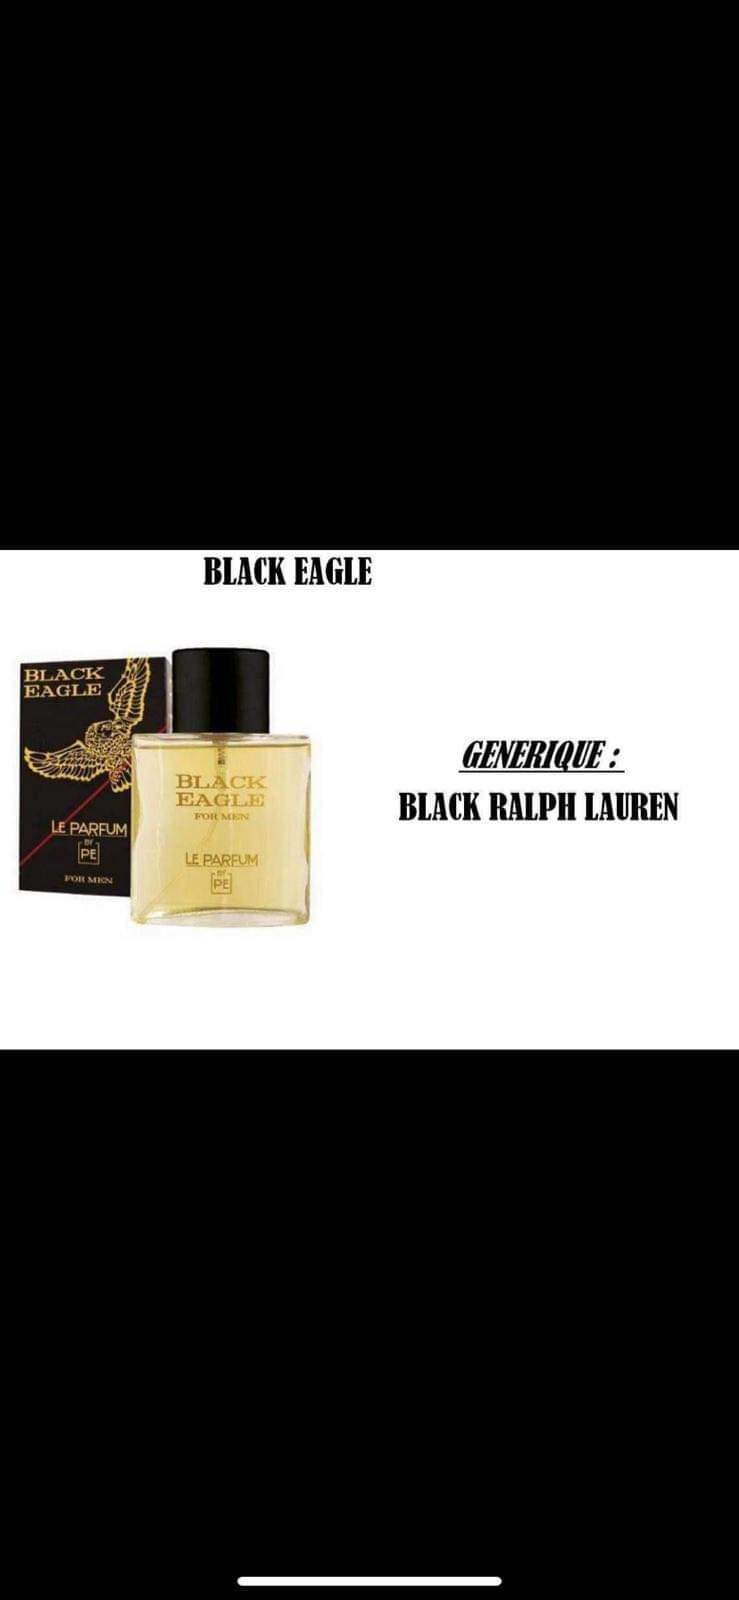 BLACK EAGLE
BLACK
EAGLE
LE PARFUM
BY
PE
FOR MEN
BLACK
EAGLE
FOR MEN
LE PARFUM
BY
PE
GENERIQUE :
BLACK RALPH LAUREN